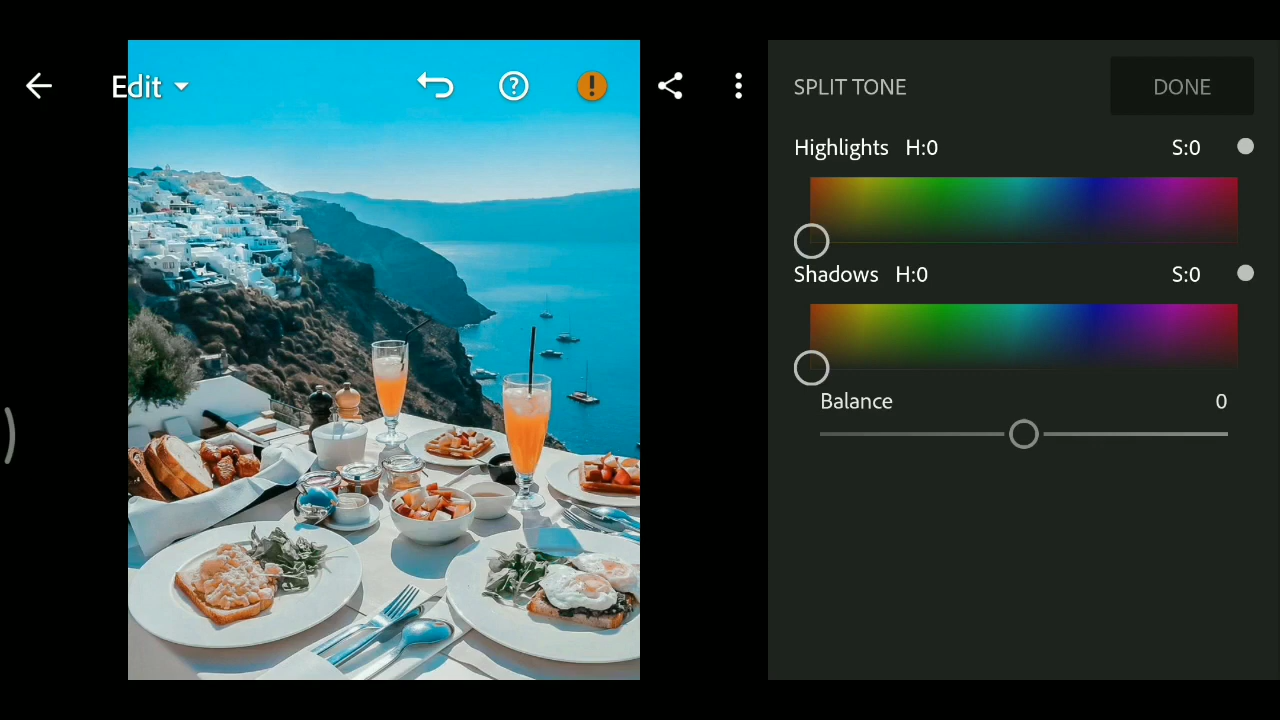 Edit
SPLIT TONE
DONE
Highlights H:0 S:0
Shadows H:0 S:0
Balance 0